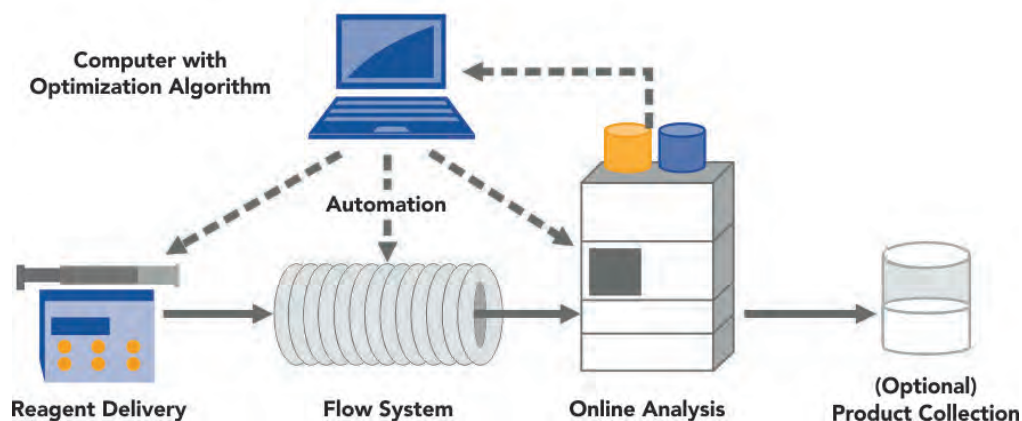 Computer with
Optimization Algorithm
Automation
Reagent Delivery
Flow System
Online Analysis
(Optional)
Product Collection